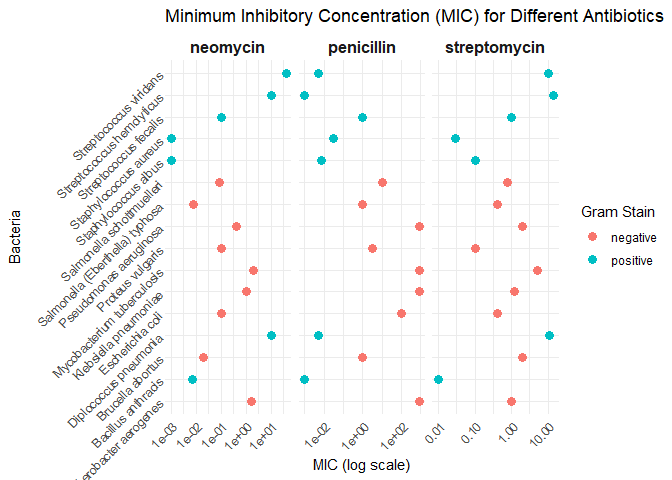 Minimum Inhibitory Concentration (MIC) for Different Antibiotics
neomycin
penicillin
streptomycin
Bacteria
Streptococcus viridans
Streptococcus hemolyticus
Streptococcus fecalis
Staphylococcus aureus
Staphylococcus albus
Salmonella schottmuelleri
Salmonella (Eberthella) typhosa
Pseudomonas aeruginosa
Proteus vulgaris
Mycobacterium tuberculosis
Klebsiella pneumoniae
Escherichia coli
Diplococcus pneumonia
Brucella abortus
Bacillus anthracis
erobacter aerogenes
1e-03
1e-02
1e-01
1e+00
1e+01
1e-02
1e+00
1e+02
0.01
0.10
1.00
10.00
MIC (log scale)
Gram Stain
negative
positive